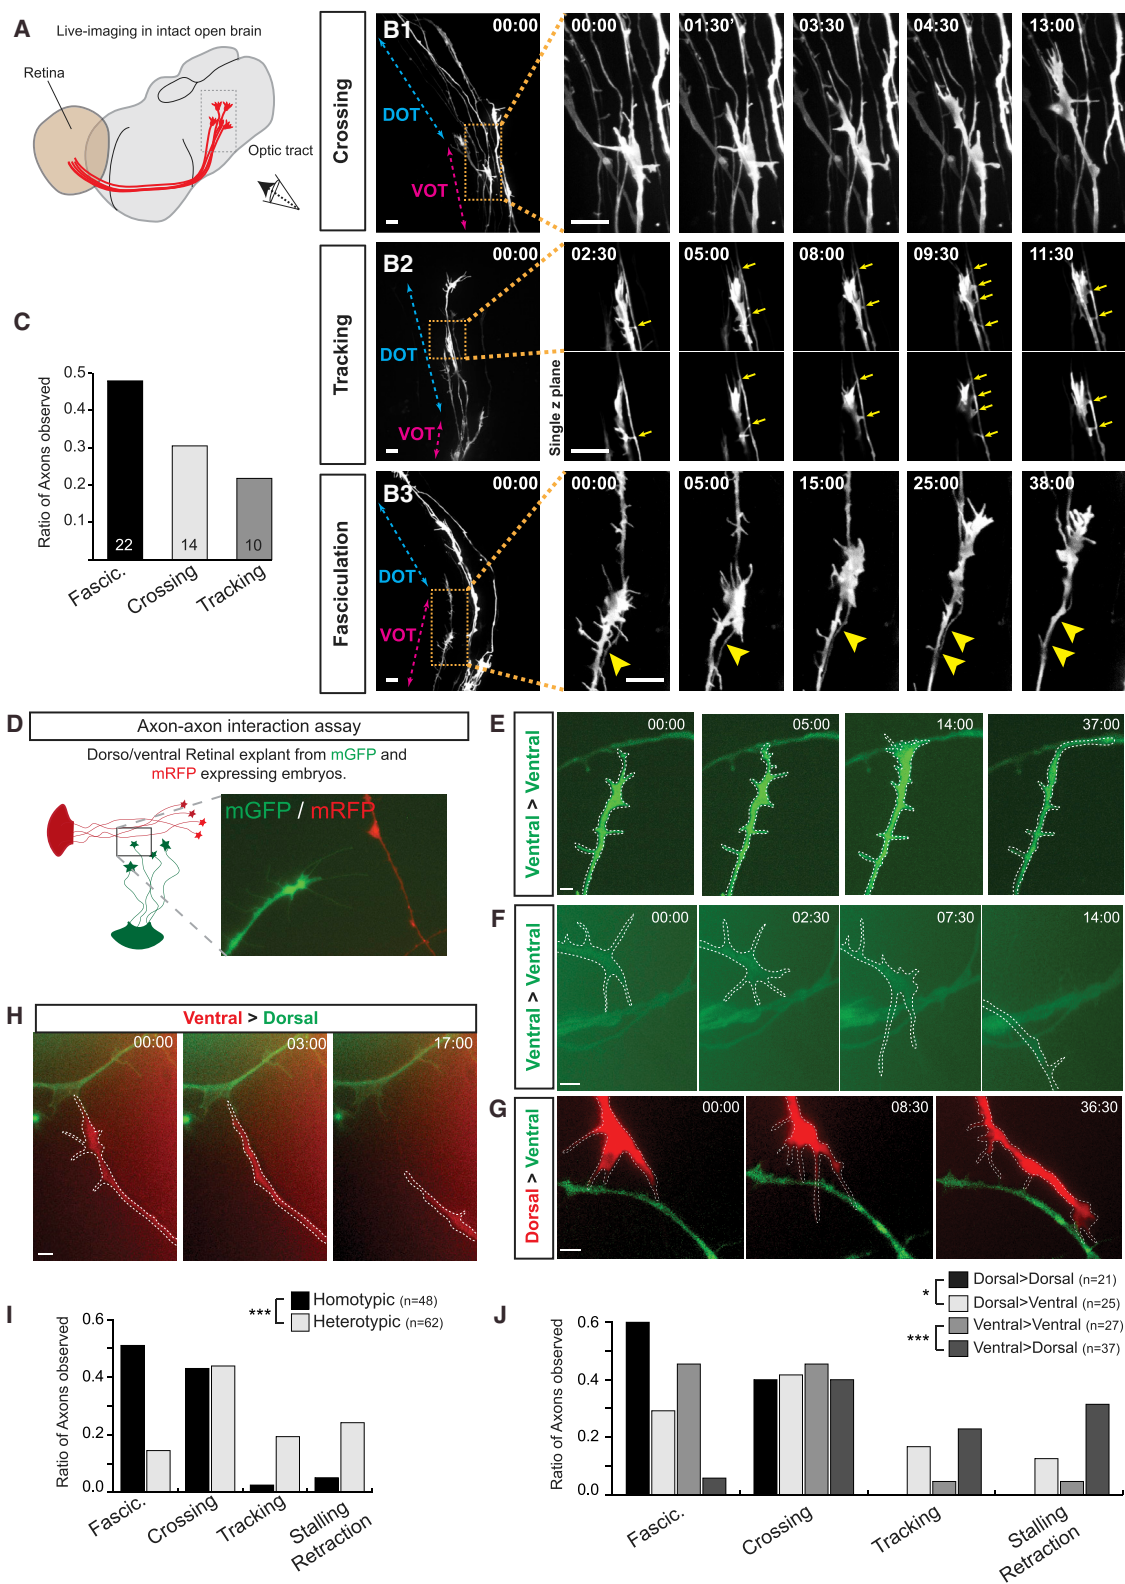 A
Live-imaging in intact open brain
Retina
Optic tract
Crossing
B1
00:00
DOT
VOT
00:00
01:30'
03:30
04:30
13:00
Tracking
B2
00:00
DOT
VOT
Single z plane
02:30
05:00
08:00
09:30
11:30
Fasciculation
B3
00:00
DOT
VOT
00:00
05:00
15:00
25:00
38:00
C
Ratio of Axons observed
0.5
0.4
0.3
0.2
0.1
22
14
10
Fascic.
Crossing
Tracking
D
Axon-axon interaction assay
Dorso/ventral Retinal explant from mGFP and
mRFP expressing embryos.
mGFP / mRFP
E
Ventral > Ventral
00:00
05:00
14:00
37:00
F
Ventral > Ventral
00:00
02:30
07:30
14:00
G
Dorsal > Ventral
00:00
08:30
36:30
H
Ventral > Dorsal
00:00
03:00
17:00
I
Ratio of Axons observed
0.6
0.4
0.2
0.0
***
Homotypic (n=48)
Heterotypic (n=62)
Fascic.
Crossing
Tracking
Stalling
Retraction
J
Ratio of Axons observed
0.6
0.4
0.2
0.0
*
***
Dorsal>Dorsal (n=21)
Dorsal>Ventral (n=25)
Ventral>Ventral (n=27)
Ventral>Dorsal (n=37)
Fascic.
Crossing
Tracking
Stalling
Retraction